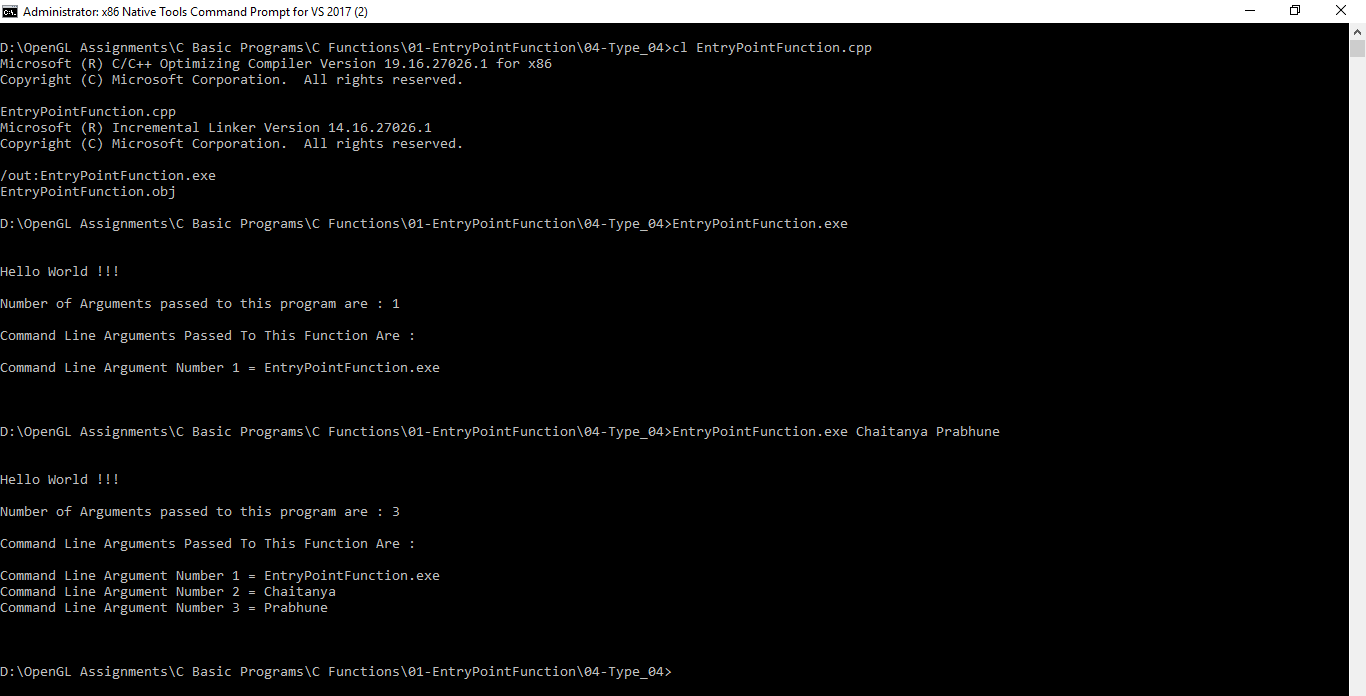 Administrator: x86 Native Tools Command Prompt for VS 2017 (2)
D:\OpenGL Assignments\C Basic Programs\C Functions\01-EntryPointFunction\04-Type_04>cl EntryPointFunction.cpp
Microsoft (R) C/C++ Optimizing Compiler Version 19.16.27026.1 for x86
Copyright (C) Microsoft Corporation.  All rights reserved.
EntryPointFunction.cpp
Microsoft (R) Incremental Linker Version 14.16.27026.1
Copyright (C) Microsoft Corporation.  All rights reserved.
/out:EntryPointFunction.exe
EntryPointFunction.obj
D:\OpenGL Assignments\C Basic Programs\C Functions\01-EntryPointFunction\04-Type_04>EntryPointFunction.exe
Hello World !!!
Number of Arguments passed to this program are : 1
Command Line Arguments Passed To This Function Are :
Command Line Argument Number 1 = EntryPointFunction.exe
D:\OpenGL Assignments\C Basic Programs\C Functions\01-EntryPointFunction\04-Type_04>EntryPointFunction.exe Chaitanya Prabhune
Hello World !!!
Number of Arguments passed to this program are : 3
Command Line Arguments Passed To This Function Are :
Command Line Argument Number 1 = EntryPointFunction.exe
Command Line Argument Number 2 = Chaitanya
Command Line Argument Number 3 = Prabhune
D:\OpenGL Assignments\C Basic Programs\C Functions\01-EntryPointFunction\04-Type_04>